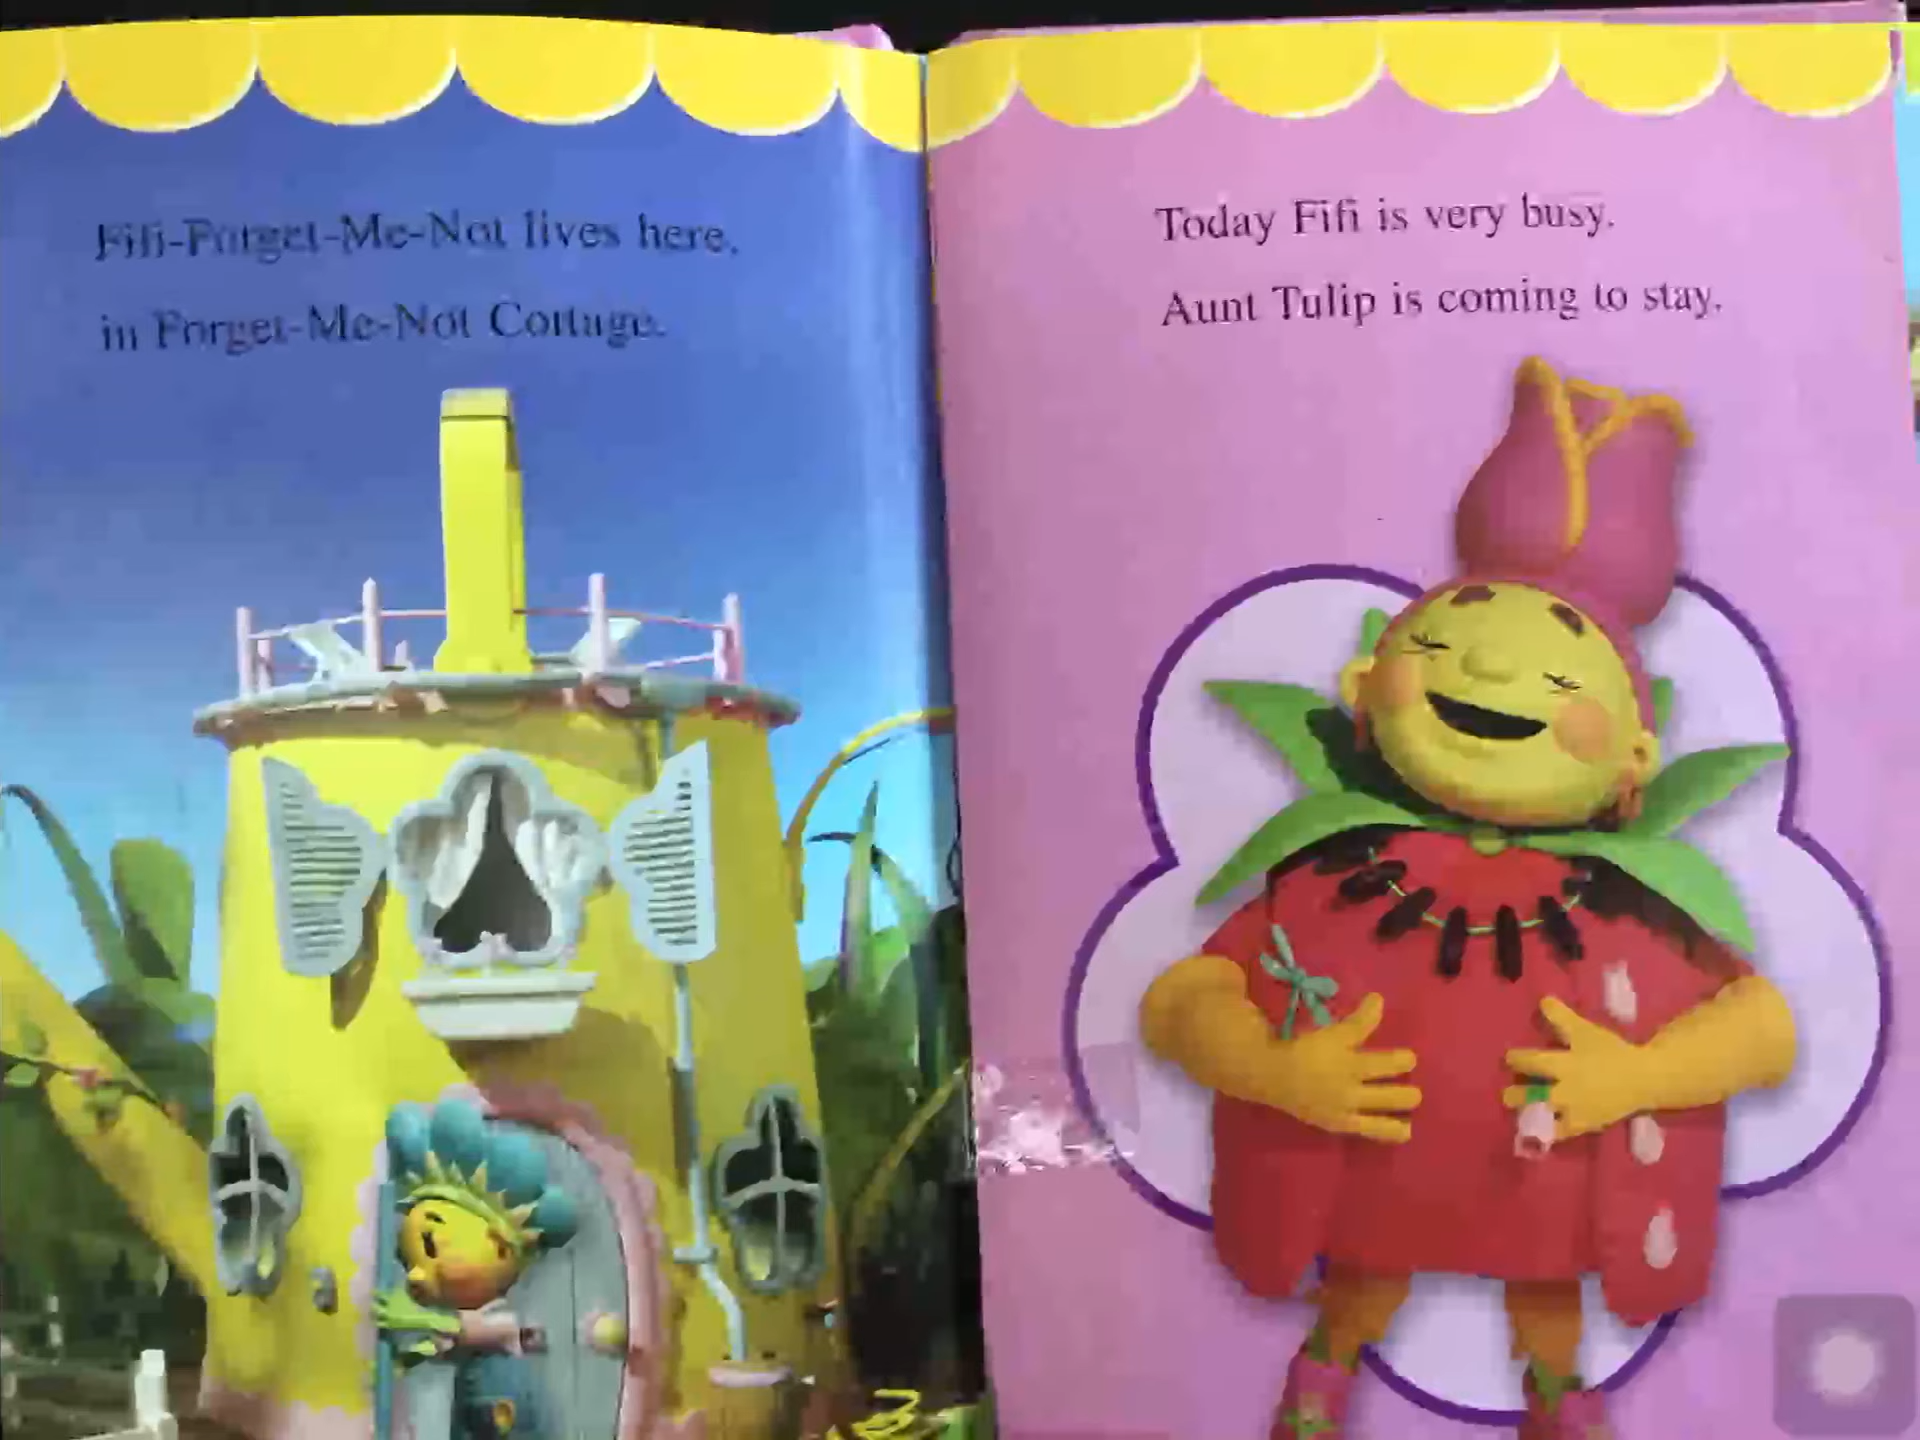 Fifi-Forget-Me-Not lives here,
in Forget-Me-Not Cottage.
Today Fifi is very busy.
Aunt Tulip is coming to stay.